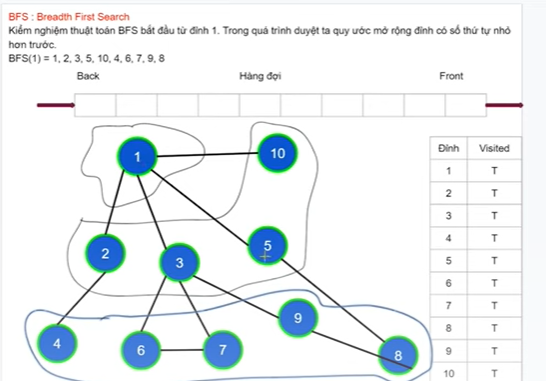 BFS : Breadth First Search
Kiểm nghiệm thuật toán BFS bắt đầu từ đỉnh 1. Trong quá trình duyệt ta quy ước mở rộng đỉnh có số thứ tự nhỏ
hơn trước.
BFS(1) = 1, 2, 3, 5, 10, 4, 6, 7, 9, 8
Back Hàng đợi Front
Đỉnh Visited
1 T
2 T
3 T
4 T
5 T
6 T
7 T
8 T
9 T
10 T
1 10
2 3 5
4 6 7 9 8